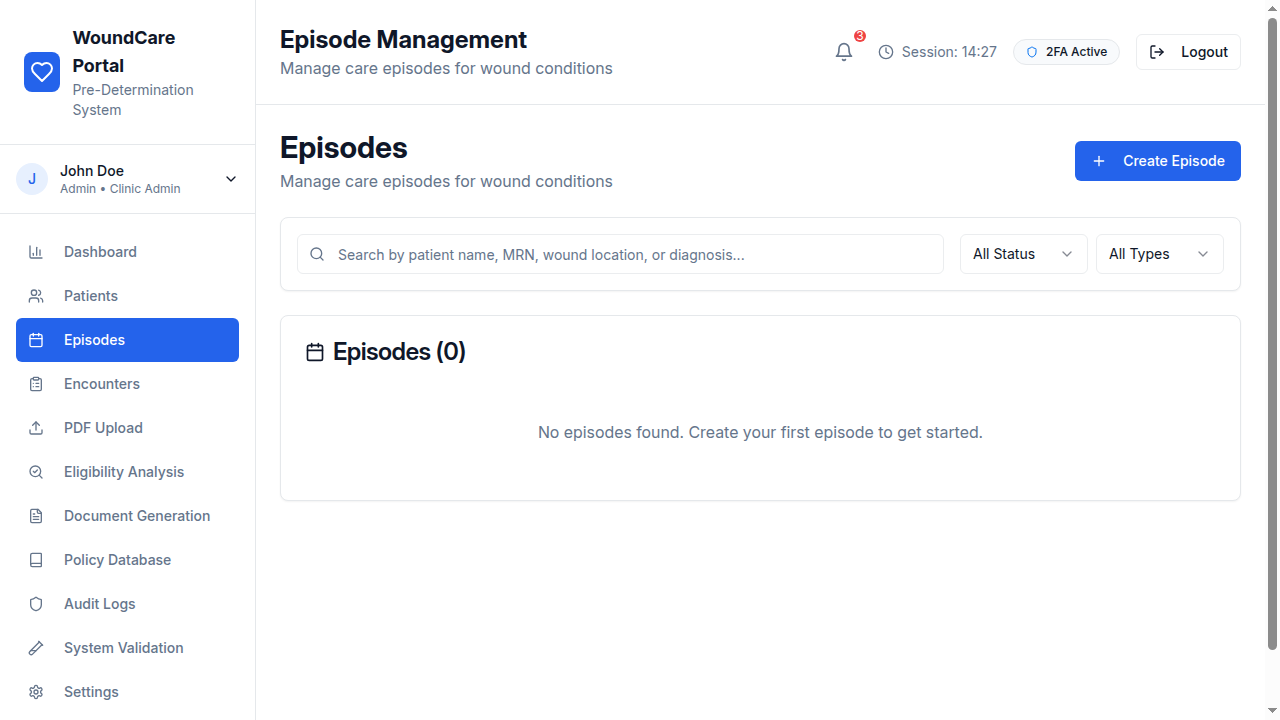 WoundCare
Portal
Pre-Determination
System
J
John Doe
Admin • Clinic Admin
Dashboard
Patients
Episodes
Encounters
PDF Upload
Eligibility Analysis
Document Generation
Policy Database
Audit Logs
System Validation
Settings
Episode Management
Manage care episodes for wound conditions
3
Session: 14:27
2FA Active
Logout
Episodes
Manage care episodes for wound conditions
Create Episode
Search by patient name, MRN, wound location, or diagnosis...
All Status
All Types
Episodes (0)
No episodes found. Create your first episode to get started.